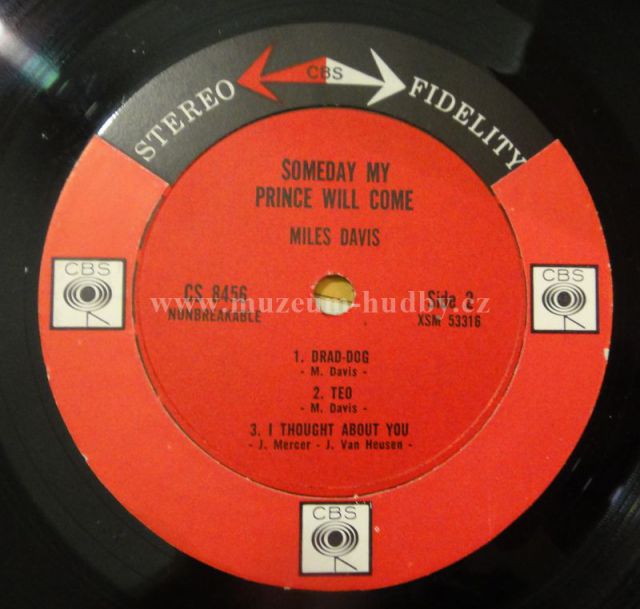 CBS
STEREO FIDELITY
SOMEDAY MY
PRINCE WILL COME
MILES DAVIS
CBS
CBS
CS 8456
NONBREAKABLE
Side 2
XSM 53316
www.muzeum-hudby.cz
1. DRAD-DOG
- M. Davis -
2. TEO
- M. Davis -
3. I THOUGHT ABOUT YOU
- J. Mercer - J. Van Heusen -
CBS